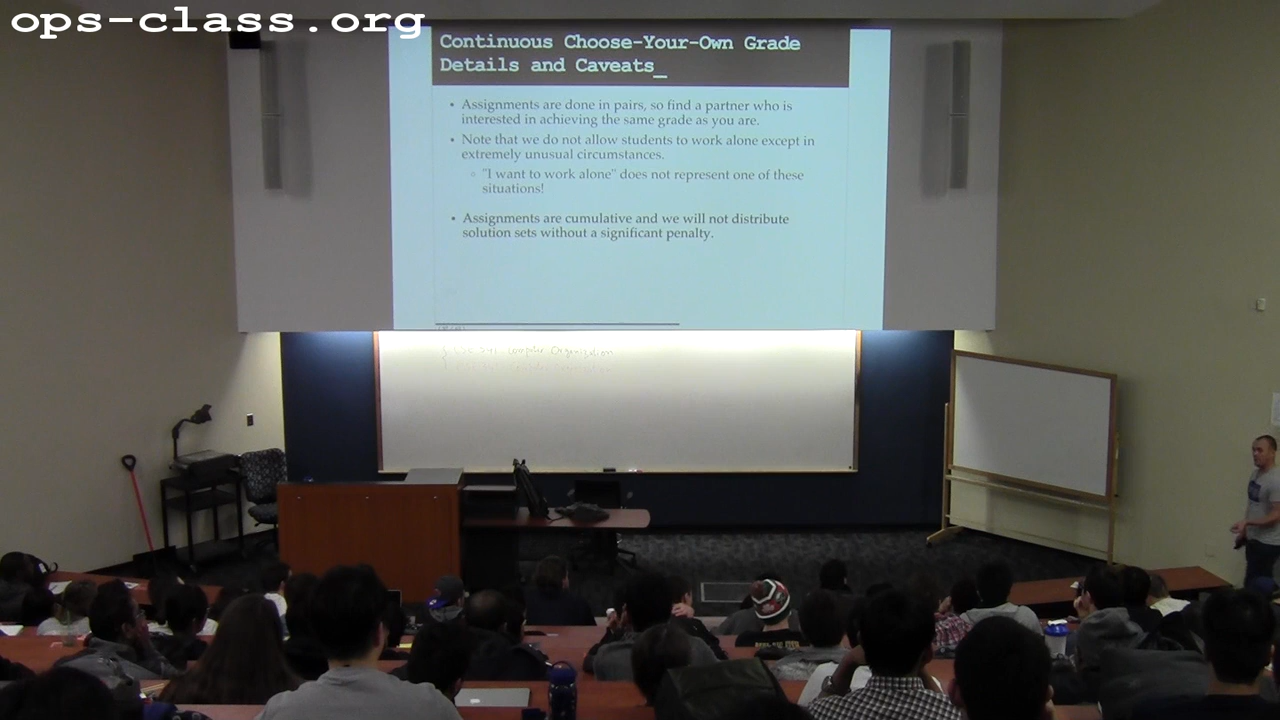 ops-class.org
Continuous Choose-Your-Own Grade
Details and Caveats_
• Assignments are done in pairs, so find a partner who is
interested in achieving the same grade as you are.
• Note that we do not allow students to work alone except in
extremely unusual circumstances.
◦ "I want to work alone" does not represent one of these
situations!
• Assignments are cumulative and we will not distribute
solution sets without a significant penalty.
Computer Organization